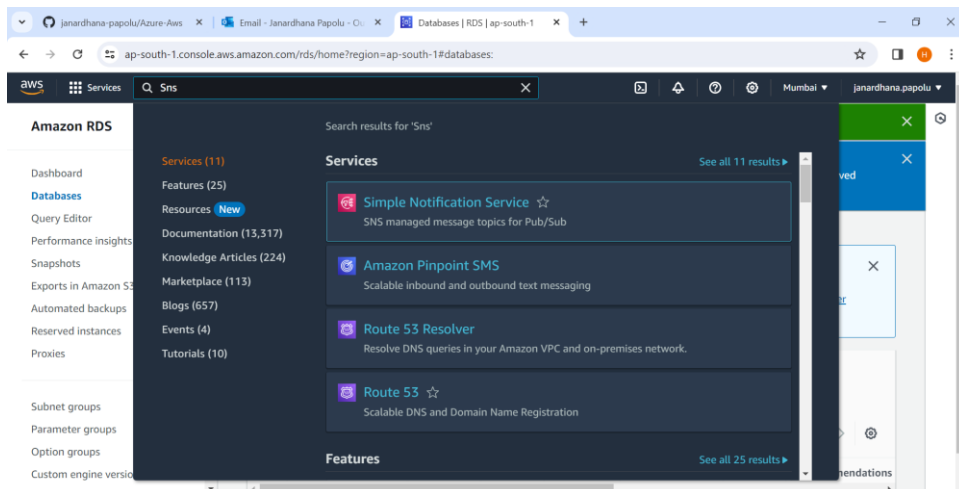 janardhana-papolu/Azure-Aws
Email - Janardhana Papolu - Ou
Databases | RDS | ap-south-1
ap-south-1.console.aws.amazon.com/rds/home?region=ap-south-1#databases:
H
aws
Services
Sns
Mumbai
janardhana.papolu
Amazon RDS
Dashboard
Databases
Query Editor
Performance insights
Snapshots
Exports in Amazon S3
Automated backups
Reserved instances
Proxies
Subnet groups
Parameter groups
Option groups
Custom engine versio
Search results for 'Sns'
Services (11)
Features (25)
Resources New
Documentation (13,317)
Knowledge Articles (224)
Marketplace (113)
Blogs (657)
Events (4)
Tutorials (10)
Services
See all 11 results
Simple Notification Service
SNS managed message topics for Pub/Sub
Amazon Pinpoint SMS
Scalable inbound and outbound text messaging
Route 53 Resolver
Resolve DNS queries in your Amazon VPC and on-premises network.
Route 53
Scalable DNS and Domain Name Registration
Features
See all 25 results
ved
er
nendations